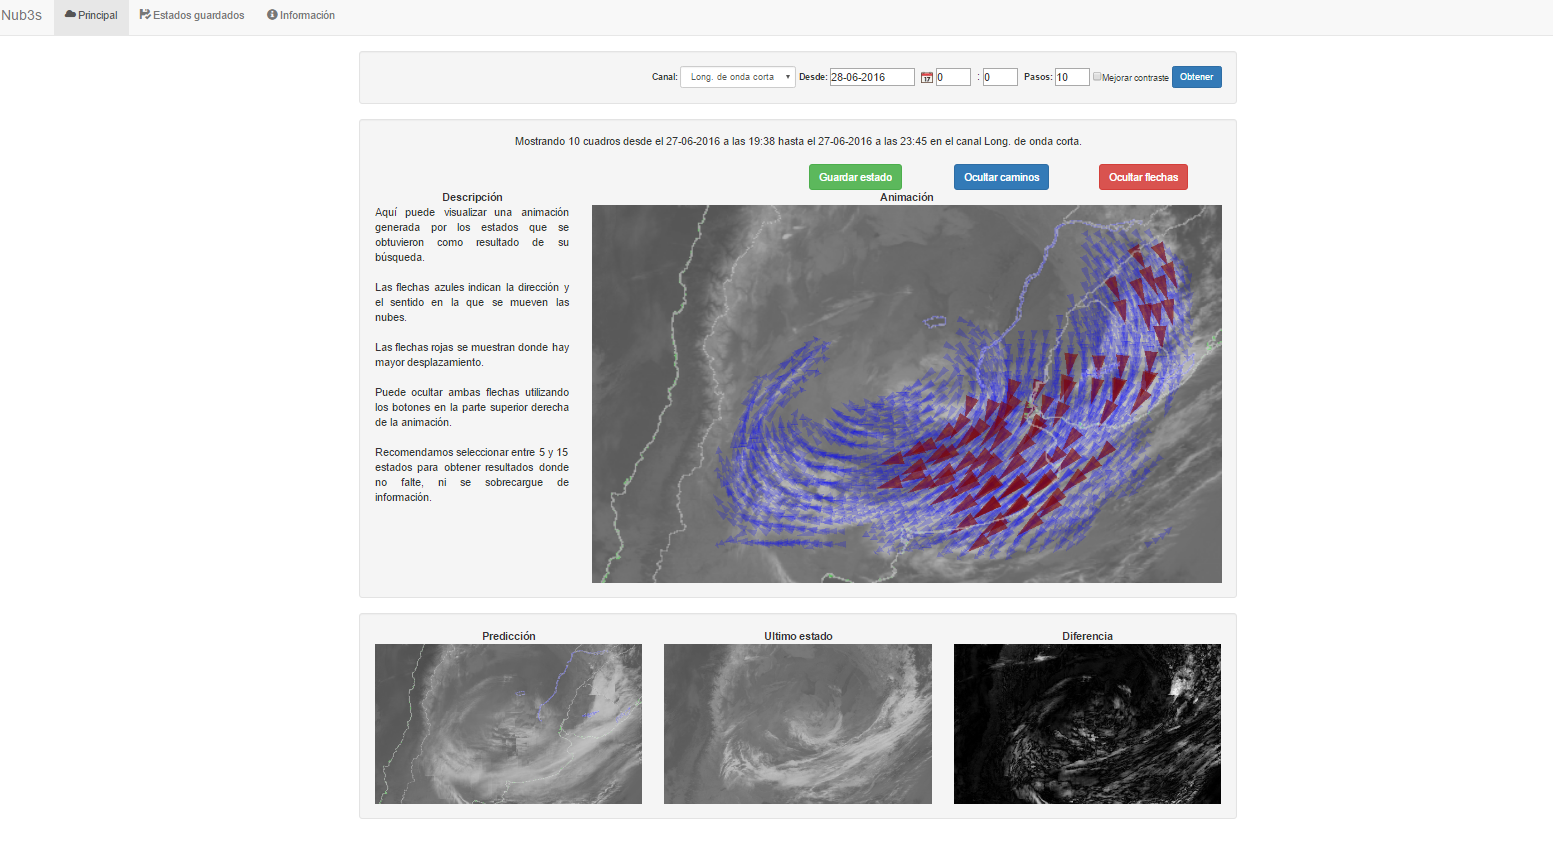 Nub3s Principal Estados guardados Información
Canal: Long. de onda corta Desde: 28-06-2016 0 : 0 Pasos: 10 Mejorar contraste Obtener
Mostrando 10 cuadros desde el 27-06-2016 a las 19:38 hasta el 27-06-2016 a las 23:45 en el canal Long. de onda corta.
Guardar estado Ocultar caminos Ocultar flechas
Descripción
Aquí puede visualizar una animación
generada por los estados que se
obtuvieron como resultado de su
búsqueda.
Las flechas azules indican la dirección y
el sentido en la que se mueven las
nubes.
Las flechas rojas se muestran donde hay
mayor desplazamiento.
Puede ocultar ambas flechas utilizando
los botones en la parte superior derecha
de la animación.
Recomendamos seleccionar entre 5 y 15
estados para obtener resultados donde
no falte, ni se sobrecargue de
información.
Animación
Predicción
Ultimo estado
Diferencia